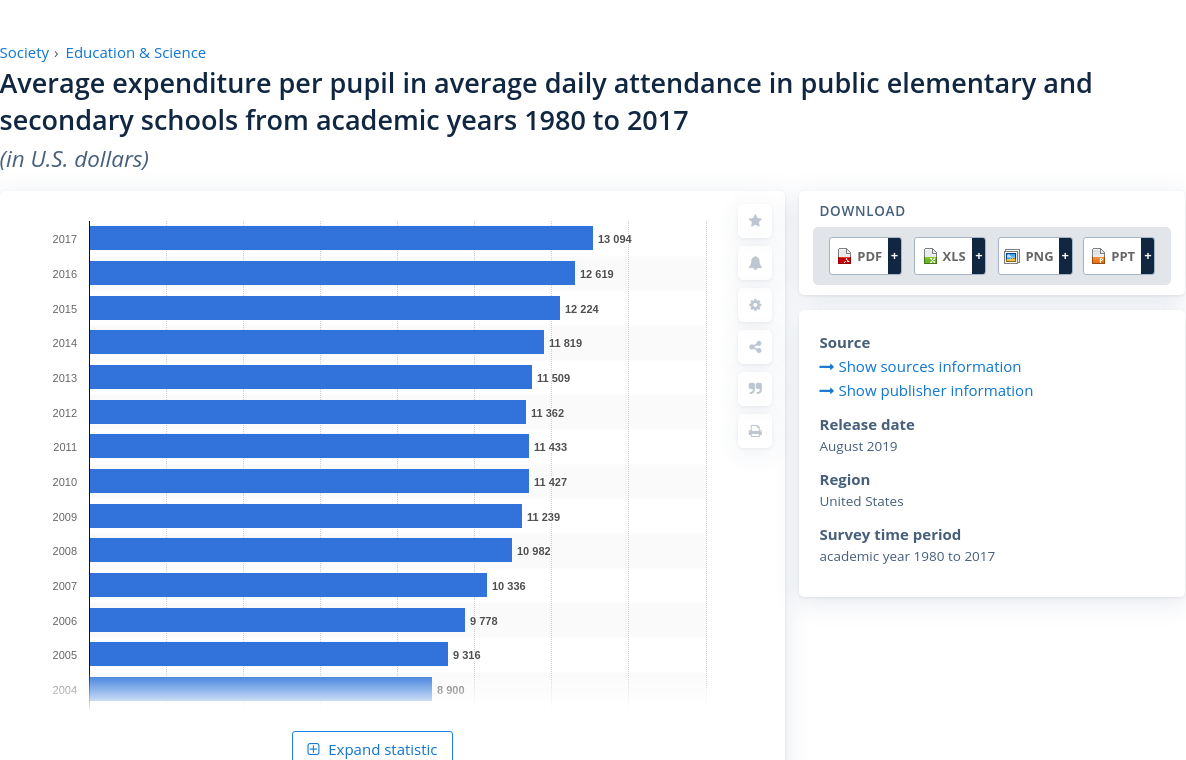 Society › Education & Science
Average expenditure per pupil in average daily attendance in public elementary and
secondary schools from academic years 1980 to 2017
(in U.S. dollars)
2017 13 094
2016 12 619
2015 12 224
2014 11 819
2013 11 509
2012 11 362
2011 11 433
2010 11 427
2009 11 239
2008 10 982
2007 10 336
2006 9 778
2005 9 316
2004 8 900
Expand statistic
DOWNLOAD
PDF + XLS + PNG + PPT +
Source
Show sources information
Show publisher information
Release date
August 2019
Region
United States
Survey time period
academic year 1980 to 2017